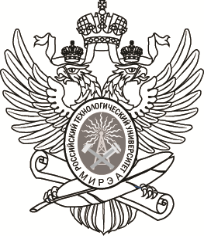 РОССИЙСКИЙ ТЕХНОЛОГИЧЕСКИЙ УНИВЕРСИТЕТ
МИРЭА